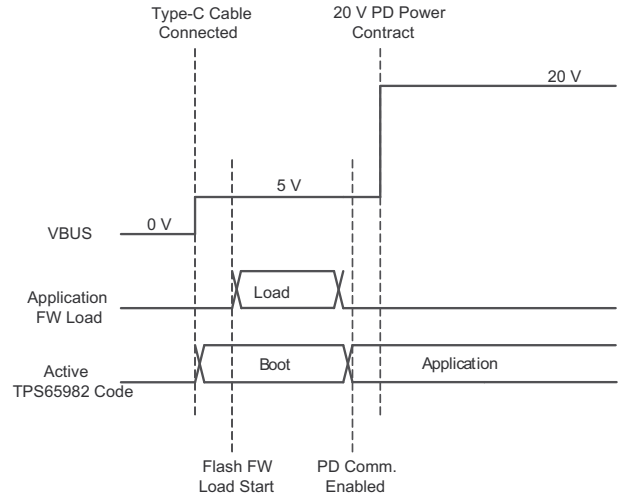 Type-C Cable
Connected
20 V PD Power
Contract
20 V
5 V
0 V
VBUS
Load
Application
FW Load
Boot
Application
Active
TPS65982 Code
Flash FW
Load Start
PD Comm.
Enabled